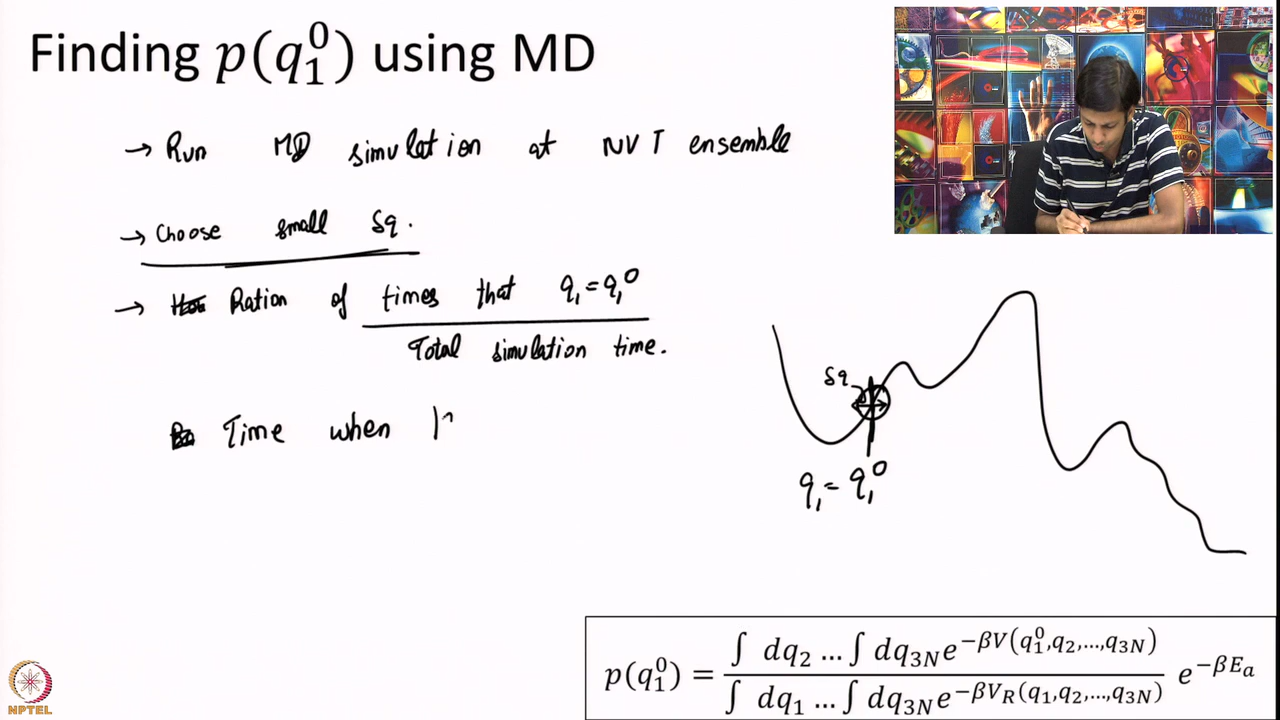 Finding p(q₁⁰) using MD
→ Run MD simulation at NVT ensemble
→ Choose small δq.
→ Ration of times that q₁ = q₁⁰
Total simulation time.
Time when |
δq
q₁ = q₁⁰
p(q₁⁰) = ∫ dq₂ … ∫ dq₃N e^{−βV(q₁⁰,q₂,…,q₃N)} / ∫ dq₁ … ∫ dq₃N e^{−βV_R(q₁,q₂,…,q₃N)} e^{−βE_a}
NPTEL